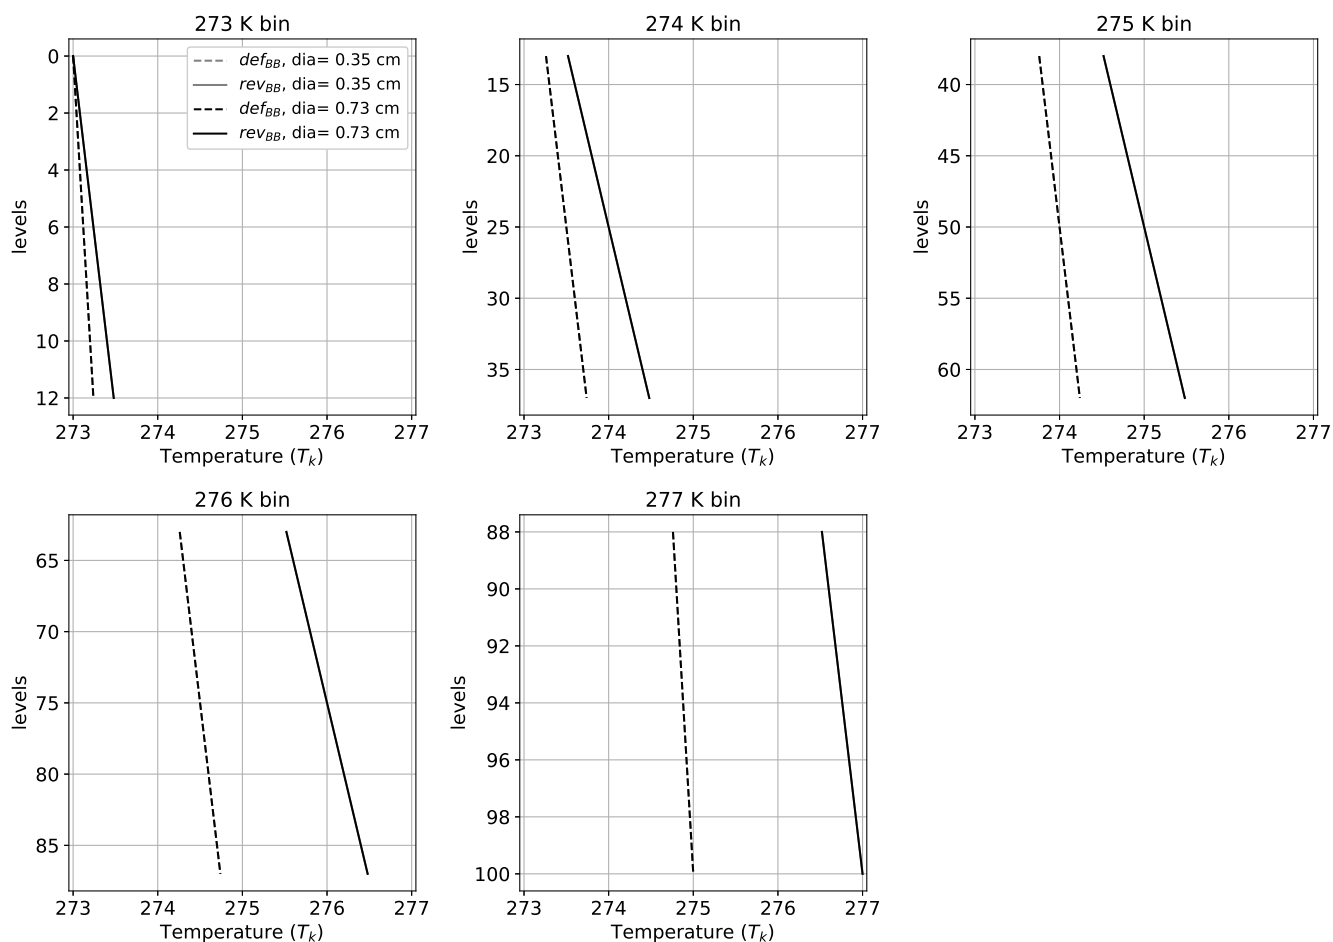 273 K bin
0
2
4
6
8
10
12
levels
273 274 275 276 277
Temperature (T_k)
def_BB, dia= 0.35 cm
rev_BB, dia= 0.35 cm
def_BB, dia= 0.73 cm
rev_BB, dia= 0.73 cm
274 K bin
15
20
25
30
35
levels
273 274 275 276 277
Temperature (T_k)
275 K bin
40
45
50
55
60
levels
273 274 275 276 277
Temperature (T_k)
276 K bin
65
70
75
80
85
levels
273 274 275 276 277
Temperature (T_k)
277 K bin
88
90
92
94
96
98
100
levels
273 274 275 276 277
Temperature (T_k)